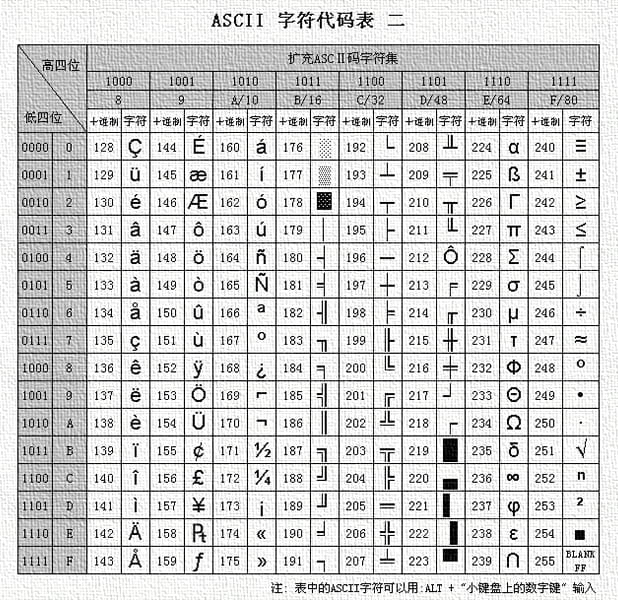 ASCII 字符代码表 二
高四位 扩充ASCⅡ码字符集
1000 1001 1010 1011 1100 1101 1110 1111
8 9 A/10 B/16 C/32 D/48 E/64 F/80
低四位 十进制 字符 十进制 字符 十进制 字符 十进制 字符 十进制 字符 十进制 字符 十进制 字符 十进制 字符
0000 0 128 Ç 144 É 160 á 176 ░ 192 └ 208 ╨ 224 α 240 ≡
0001 1 129 ü 145 æ 161 í 177 ▒ 193 ┴ 209 ╤ 225 ß 241 ±
0010 2 130 é 146 Æ 162 ó 178 ▓ 194 ┬ 210 ╥ 226 Γ 242 ≥
0011 3 131 â 147 ô 163 ú 179 │ 195 ├ 211 ╙ 227 π 243 ≤
0100 4 132 ä 148 ö 164 ñ 180 ┤ 196 ─ 212 Ô 228 Σ 244 ⌠
0101 5 133 à 149 ò 165 Ñ 181 ╡ 197 ┼ 213 ╒ 229 σ 245 ⌡
0110 6 134 å 150 û 166 ª 182 ╢ 198 ╞ 214 ╓ 230 µ 246 ÷
0111 7 135 ç 151 ù 167 º 183 ╖ 199 ╟ 215 ╫ 231 τ 247 ≈
1000 8 136 ê 152 ÿ 168 ¿ 184 ╕ 200 ╚ 216 ╪ 232 Φ 248 °
1001 9 137 ë 153 Ö 169 ⌐ 185 ╣ 201 ╔ 217 ┘ 233 Θ 249 •
1010 A 138 è 154 Ü 170 ¬ 186 ║ 202 ╩ 218 ┌ 234 Ω 250 ·
1011 B 139 ï 155 ¢ 171 ½ 187 ╗ 203 ╦ 219 █ 235 δ 251 √
1100 C 140 î 156 £ 172 ¼ 188 ╝ 204 ╠ 220 ▄ 236 ∞ 252 ⁿ
1101 D 141 ì 157 ¥ 173 ¡ 189 ╜ 205 ═ 221 ▌ 237 φ 253 ²
1110 E 142 Ä 158 ₧ 174 « 190 ╛ 206 ╬ 222 ▐ 238 ε 254 ■
1111 F 143 Å 159 ƒ 175 » 191 ┐ 207 ╧ 223 ▀ 239 ∩ 255 BLANK FF
注: 表中的ASCII字符可以用:ALT + "小键盘上的数字键" 输入